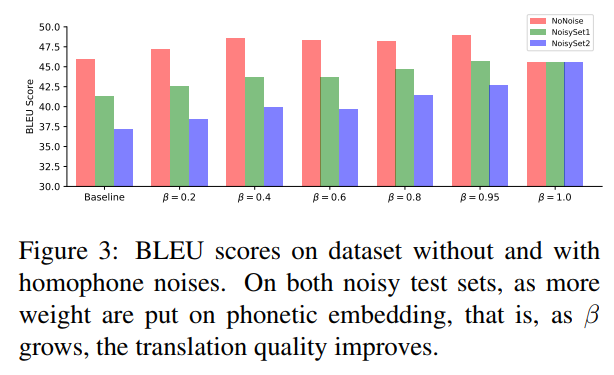 50.0
47.5
45.0
42.5
40.0
37.5
35.0
32.5
30.0
BLEU Score
NoNoise
NoisySet1
NoisySet2
Baseline β = 0.2 β = 0.4 β = 0.6 β = 0.8 β = 0.95 β = 1.0
Figure 3: BLEU scores on dataset without and with
homophone noises. On both noisy test sets, as more
weight are put on phonetic embedding, that is, as β
grows, the translation quality improves.